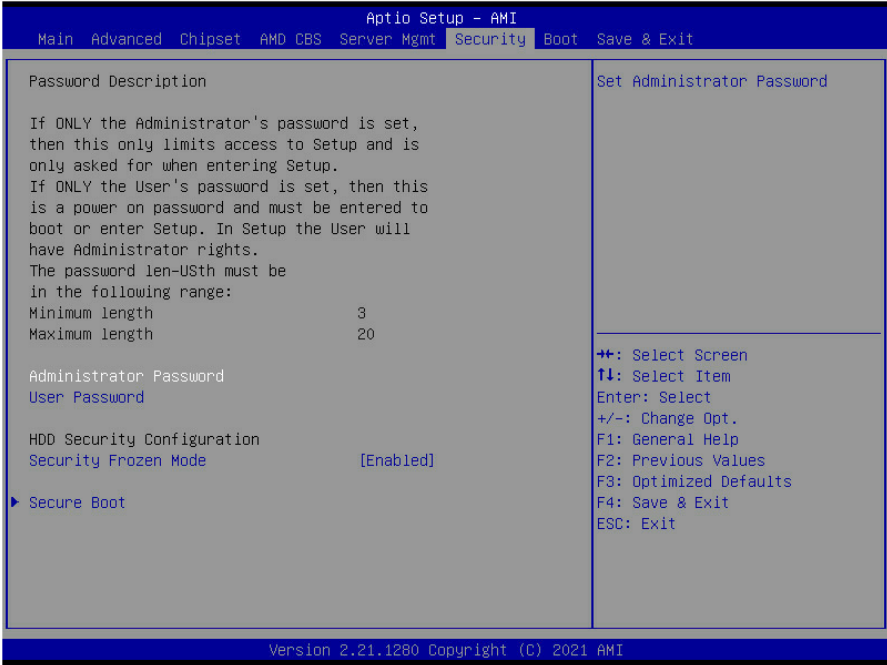 Aptio Setup – AMI
Main Advanced Chipset AMD CBS Server Mgmt Security Boot Save & Exit
Password Description
If ONLY the Administrator's password is set,
then this only limits access to Setup and is
only asked for when entering Setup.
If ONLY the User's password is set, then this
is a power on password and must be entered to
boot or enter Setup. In Setup the User will
have Administrator rights.
The password len-USth must be
in the following range:
Minimum length 3
Maximum length 20
Administrator Password
User Password
HDD Security Configuration
Security Frozen Mode [Enabled]
Secure Boot
Set Administrator Password
→←: Select Screen
↑↓: Select Item
Enter: Select
+/-: Change Opt.
F1: General Help
F2: Previous Values
F3: Optimized Defaults
F4: Save & Exit
ESC: Exit
Version 2.21.1280 Copyright (C) 2021 AMI